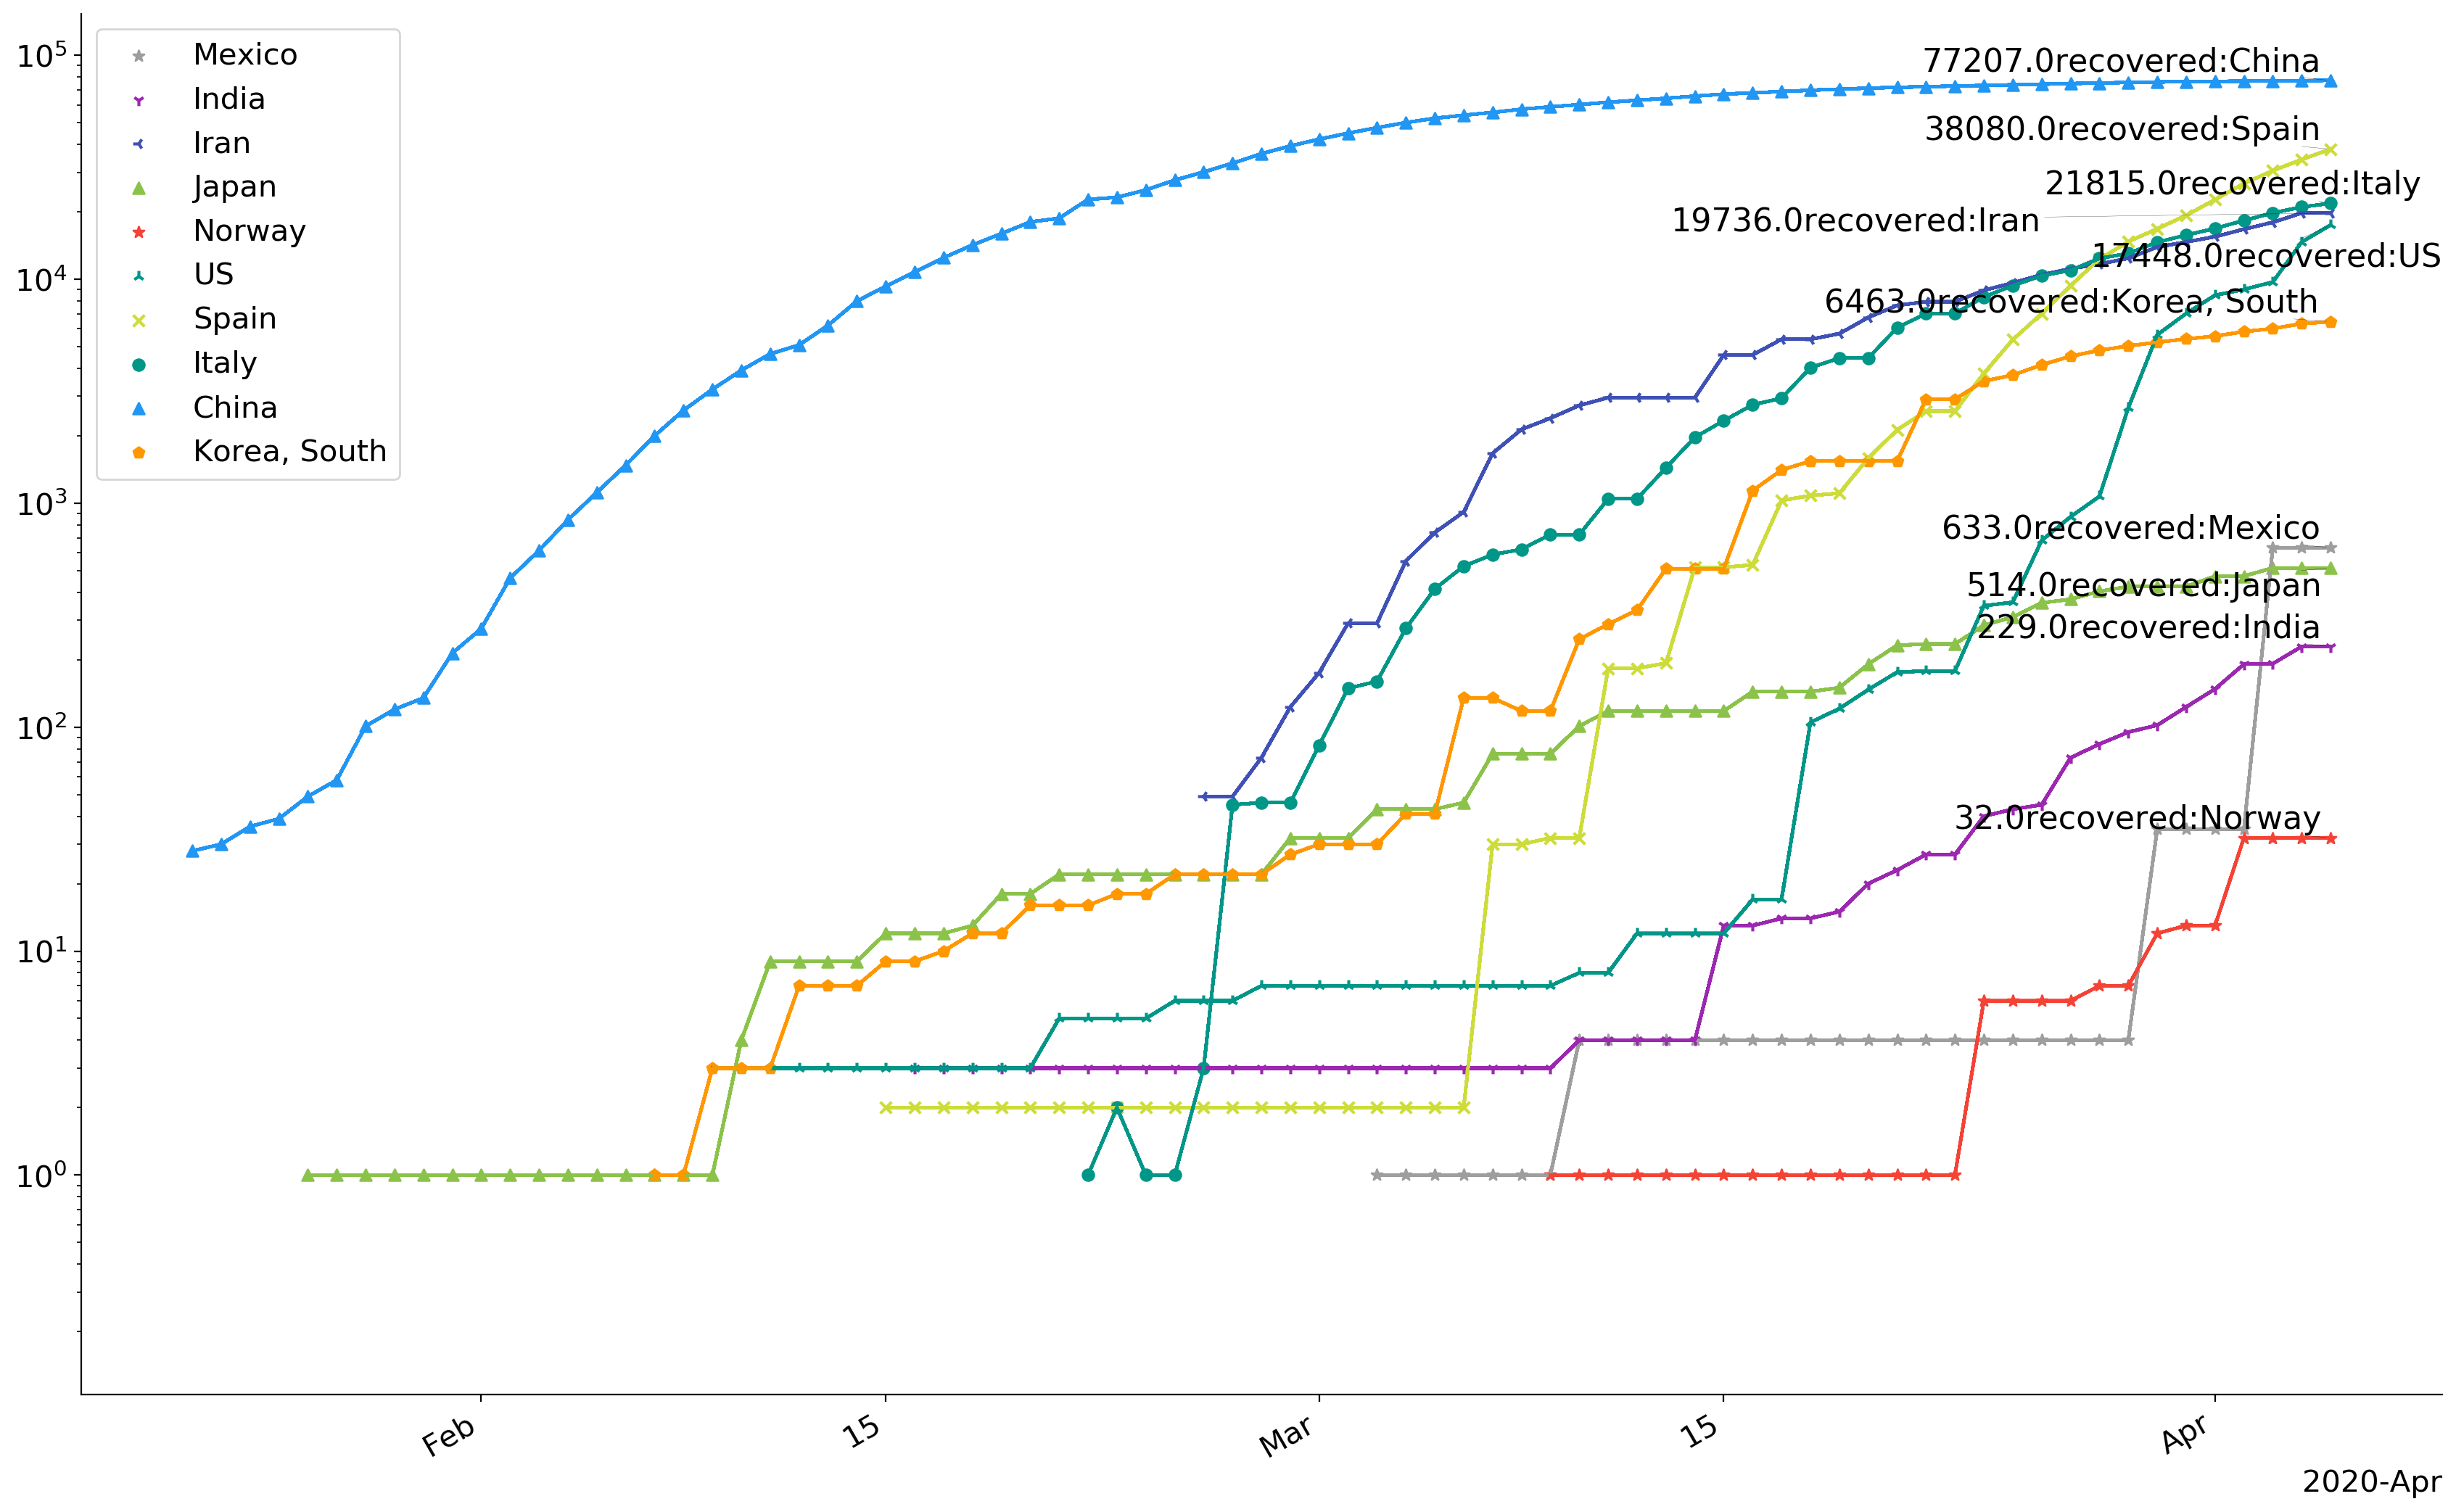 10^5
10^4
10^3
10^2
10^1
10^0
Mexico
India
Iran
Japan
Norway
US
Spain
Italy
China
Korea, South
77207.0recovered:China
38080.0recovered:Spain
21815.0recovered:Italy
19736.0recovered:Iran
17448.0recovered:US
6463.0recovered:Korea, South
633.0recovered:Mexico
514.0recovered:Japan
229.0recovered:India
32.0recovered:Norway
Feb
15
Mar
15
Apr
2020-Apr